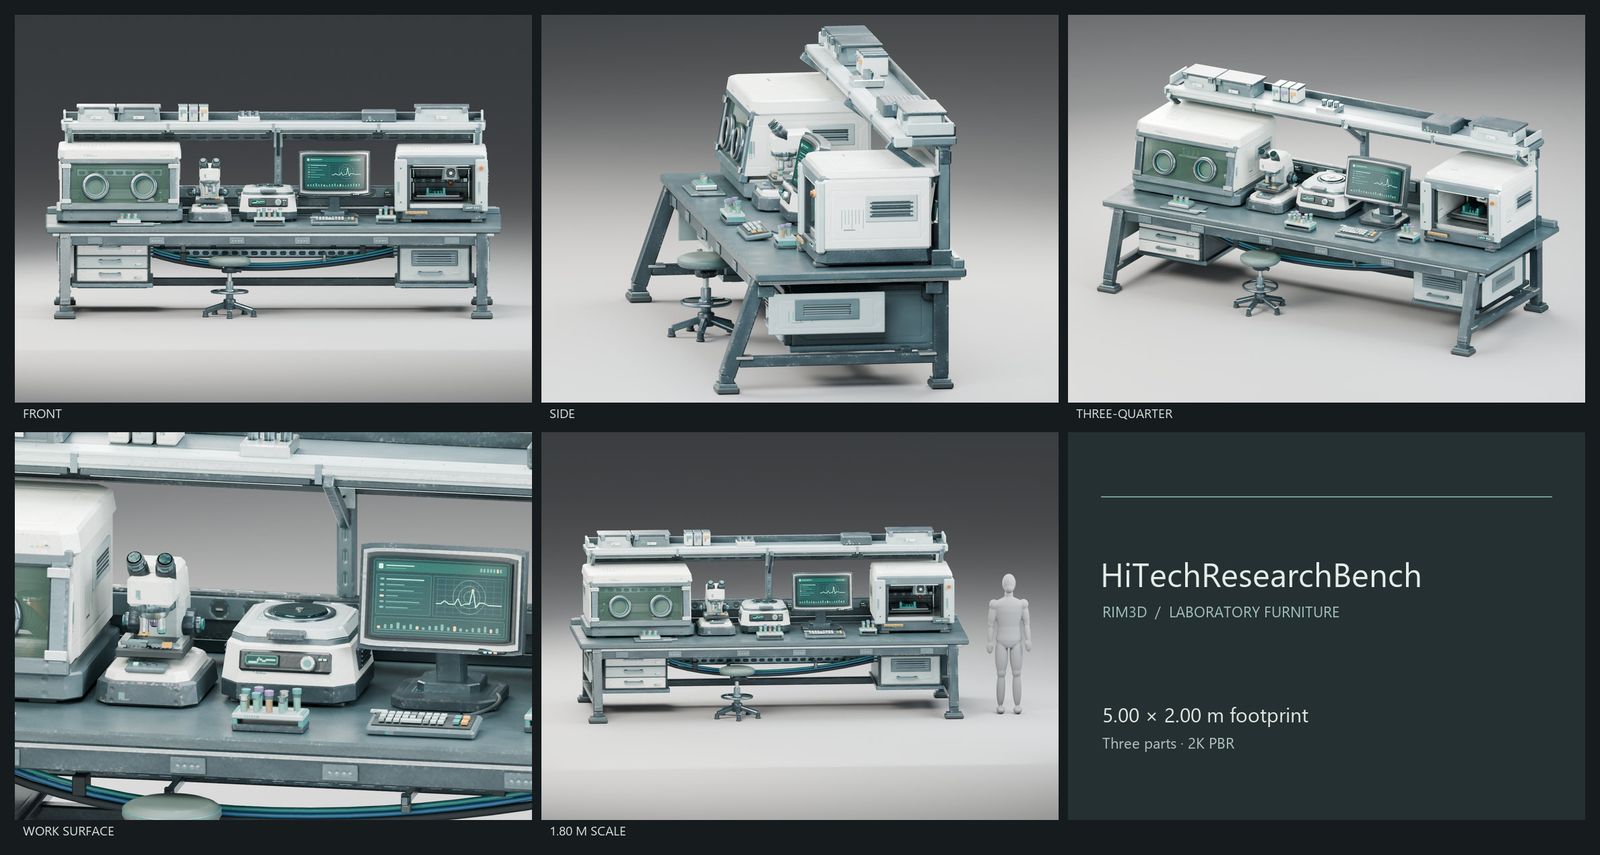 FRONT
SIDE
THREE-QUARTER
WORK SURFACE
1.80 M SCALE
HiTechResearchBench
RIM3D / LABORATORY FURNITURE
5.00 × 2.00 m footprint
Three parts · 2K PBR